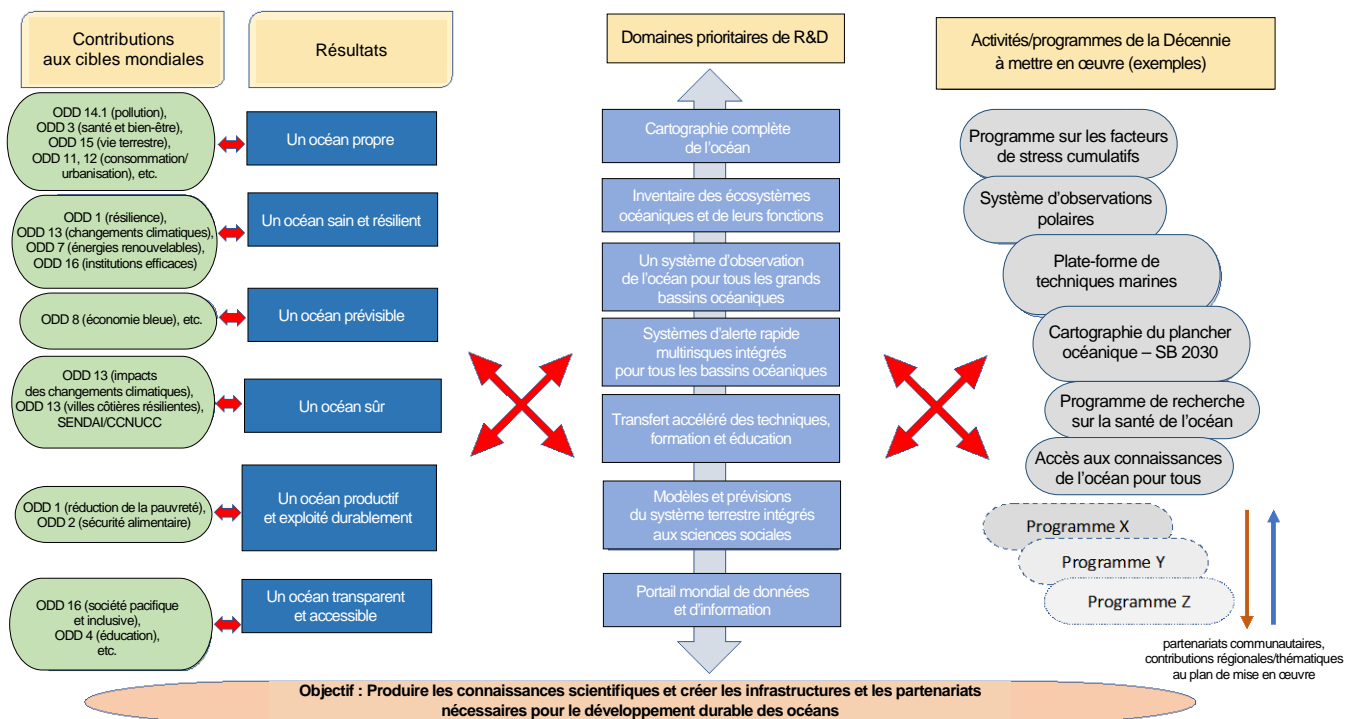 Contributions
aux cibles mondiales
Résultats
Domaines prioritaires de R&D
Activités/programmes de la Décennie
à mettre en œuvre (exemples)
ODD 14.1 (pollution),
ODD 3 (santé et bien-être),
ODD 15 (vie terrestre),
ODD 11, 12 (consommation/
urbanisation), etc.
ODD 1 (résilience),
ODD 13 (changements climatiques),
ODD 7 (énergies renouvelables),
ODD 16 (institutions efficaces)
ODD 8 (économie bleue), etc.
ODD 13 (impacts
des changements climatiques),
ODD 13 (villes côtières résilientes),
SENDAI/CCNUCC
ODD 1 (réduction de la pauvreté),
ODD 2 (sécurité alimentaire)
ODD 16 (société pacifique
et inclusive),
ODD 4 (éducation),
etc.
Un océan propre
Un océan sain et résilient
Un océan prévisible
Un océan sûr
Un océan productif
et exploité durablement
Un océan transparent
et accessible
Cartographie complète
de l'océan
Inventaire des écosystèmes
océaniques et de leurs fonctions
Un système d'observation
de l'océan pour tous les grands
bassins océaniques
Systèmes d'alerte rapide
multirisques intégrés
pour tous les bassins océaniques
Transfert accéléré des techniques,
formation et éducation
Modèles et prévisions
du système terrestre intégrés
aux sciences sociales
Portail mondial de données
et d'information
Programme sur les facteurs
de stress cumulatifs
Système d'observations
polaires
Plate-forme de
techniques marines
Cartographie du plancher
océanique – SB 2030
Programme de recherche
sur la santé de l'océan
Accès aux connaissances
de l'océan pour tous
Programme X
Programme Y
Programme Z
partenariats communautaires,
contributions régionales/thématiques
au plan de mise en œuvre
Objectif : Produire les connaissances scientifiques et créer les infrastructures et les partenariats
nécessaires pour le développement durable des océans